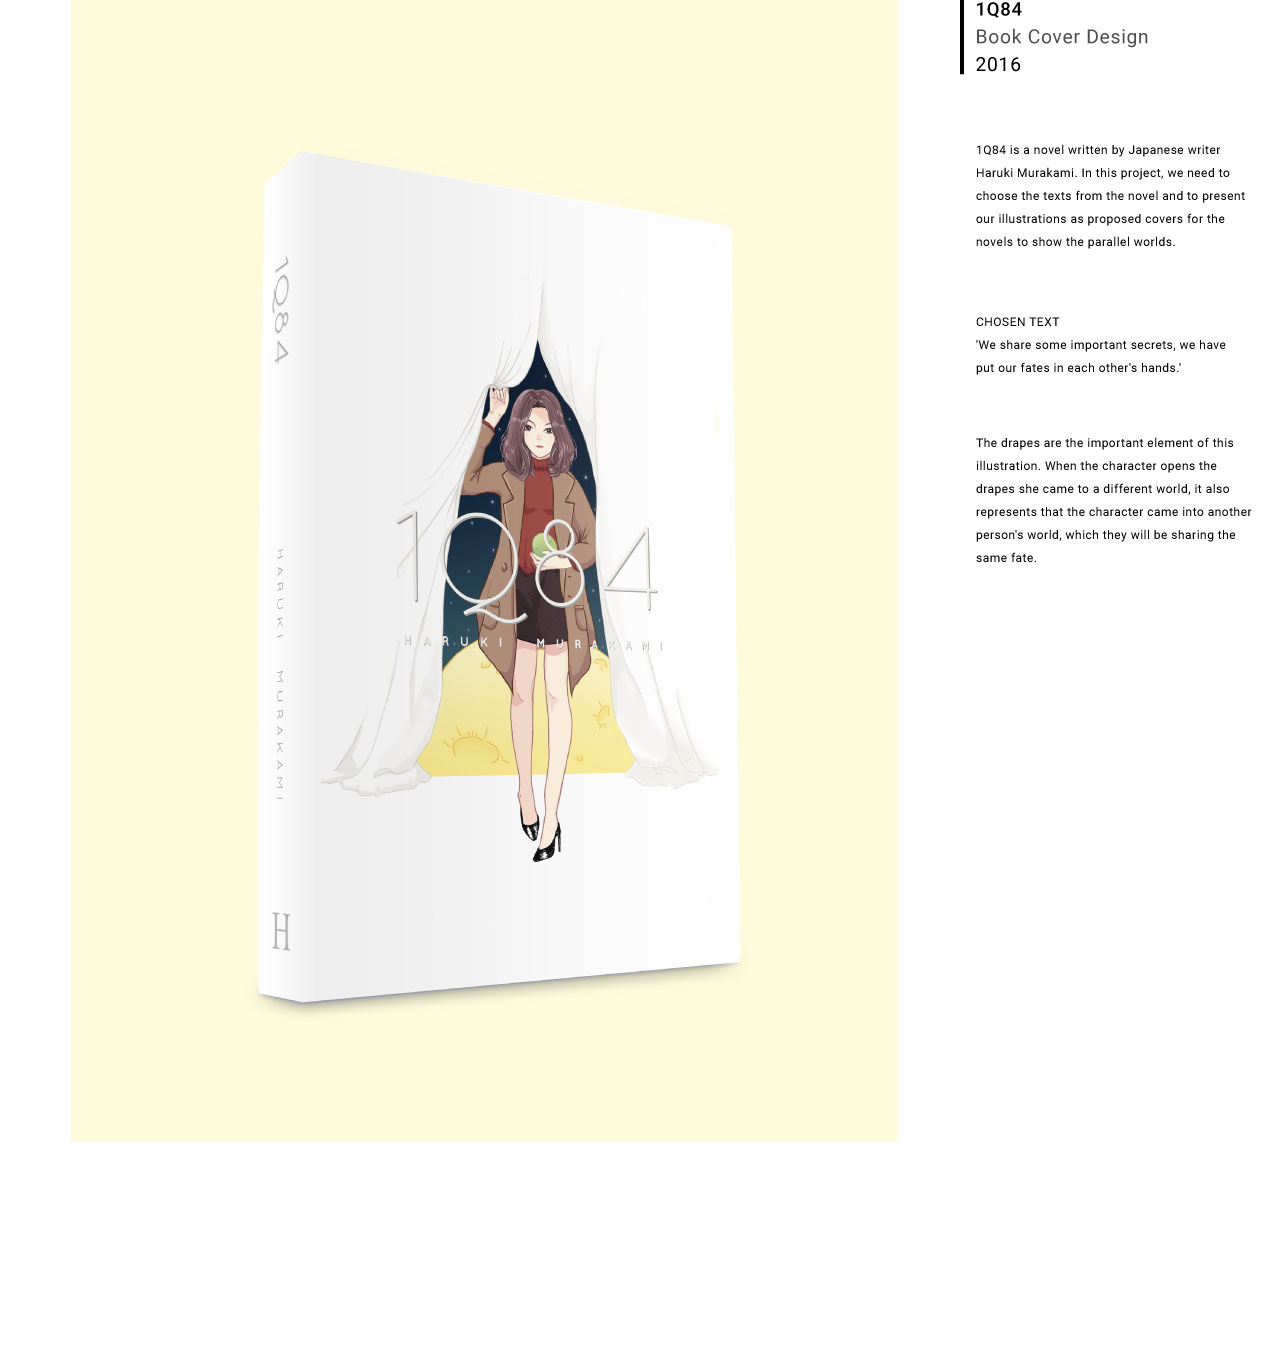 1Q84
Book Cover Design
2016
1Q84 is a novel written by Japanese writer
Haruki Murakami. In this project, we need to
choose the texts from the novel and to present
our illustrations as proposed covers for the
novels to show the parallel worlds.
CHOSEN TEXT
'We share some important secrets, we have
put our fates in each other's hands.'
The drapes are the important element of this
illustration. When the character opens the
drapes she came to a different world, it also
represents that the character came into another
person's world, which they will be sharing the
same fate.
1Q84
HARUKI MURAKAMI
H
1Q84
HARUKI MURAKAMI